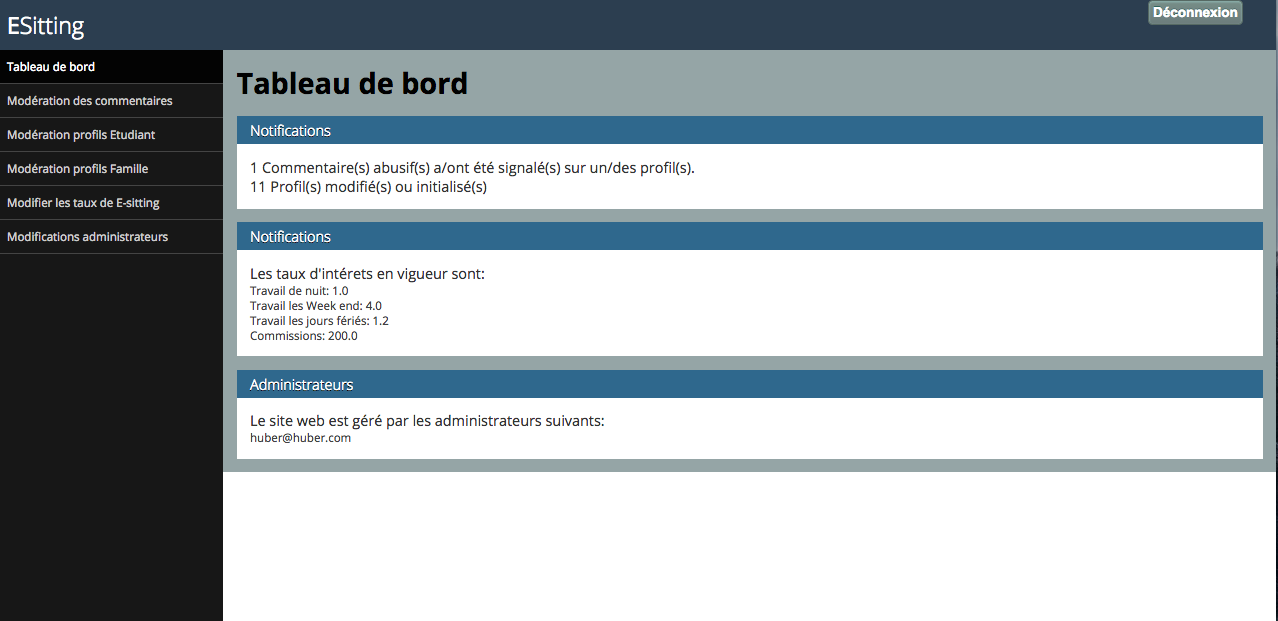 ESitting
Déconnexion
Tableau de bord
Modération des commentaires
Modération profils Etudiant
Modération profils Famille
Modifier les taux de E-sitting
Modifications administrateurs
Tableau de bord
Notifications
1 Commentaire(s) abusif(s) a/ont été signalé(s) sur un/des profil(s).
11 Profil(s) modifié(s) ou initialisé(s)
Notifications
Les taux d'intérets en vigueur sont:
Travail de nuit: 1.0
Travail les Week end: 4.0
Travail les jours fériés: 1.2
Commissions: 200.0
Administrateurs
Le site web est géré par les administrateurs suivants:
huber@huber.com